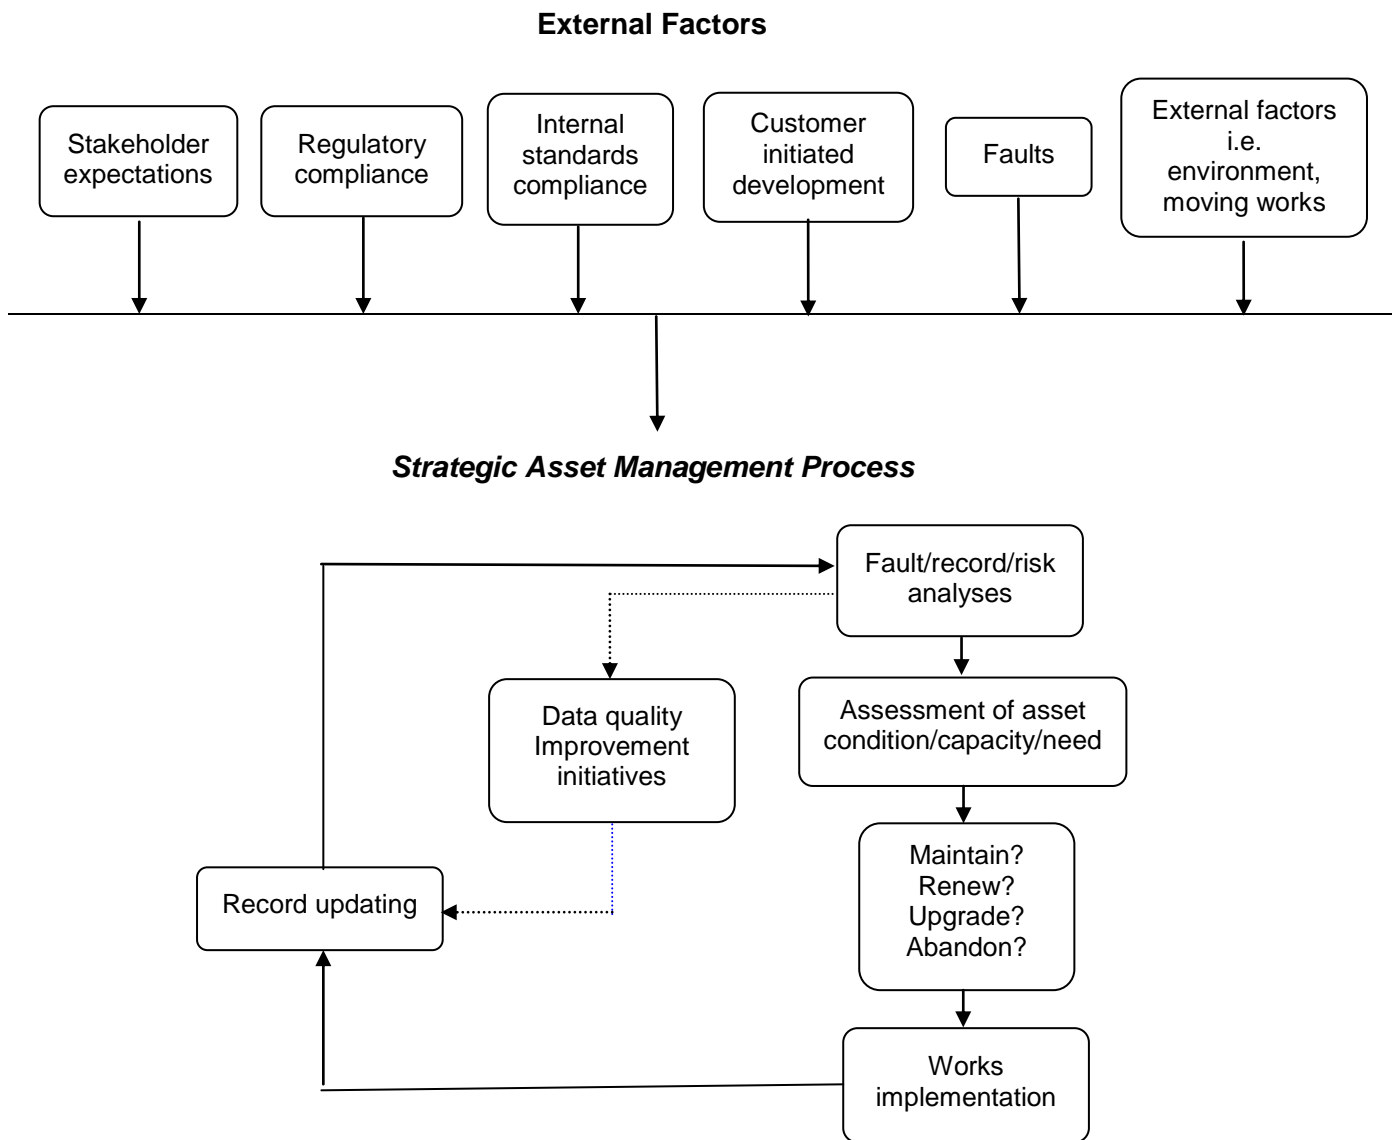 External Factors
Stakeholder
expectations
Regulatory
compliance
Internal
standards
compliance
Customer
initiated
development
Faults
External factors
i.e.
environment,
moving works
Strategic Asset Management Process
Fault/record/risk
analyses
Data quality
Improvement
initiatives
Assessment of asset
condition/capacity/need
Maintain?
Renew?
Upgrade?
Abandon?
Record updating
Works
implementation